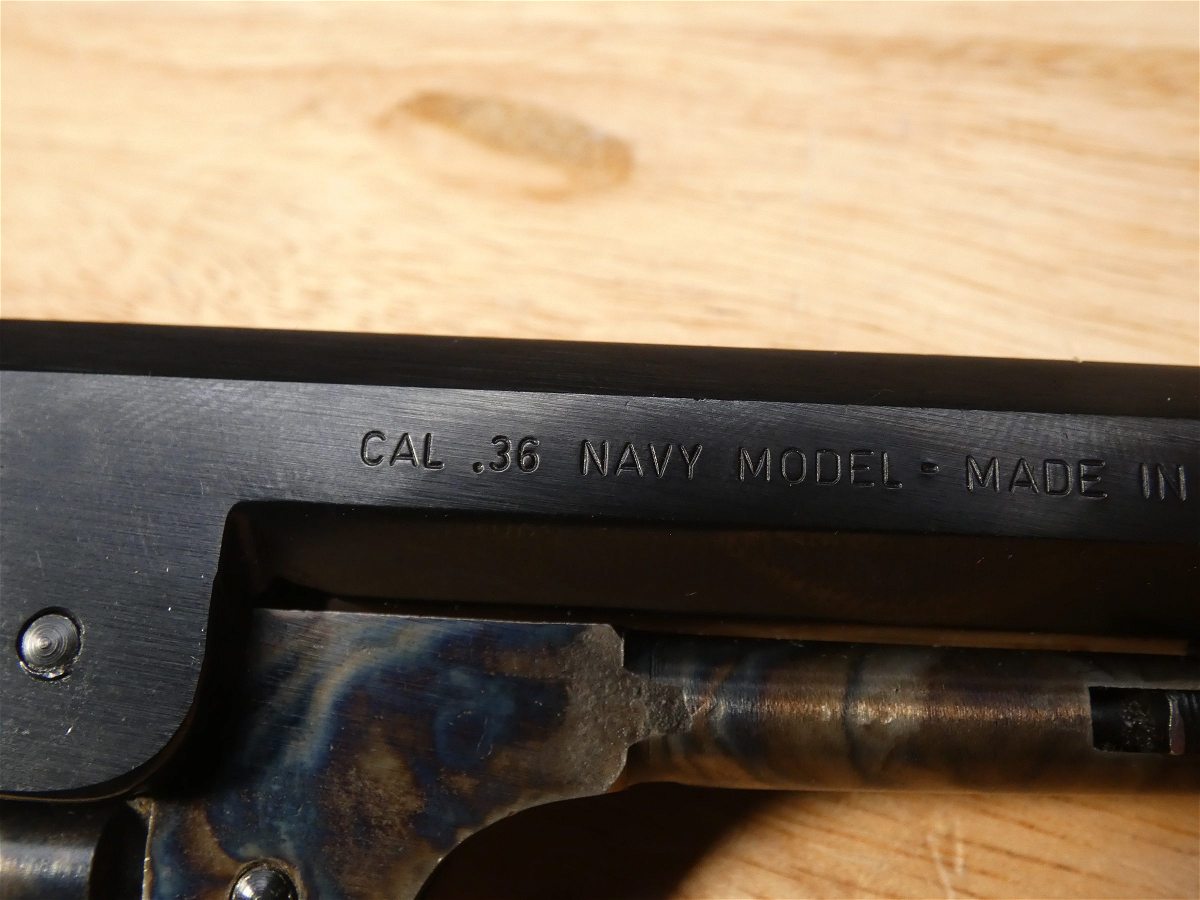 CAL .36 NAVY MODEL - MADE IN